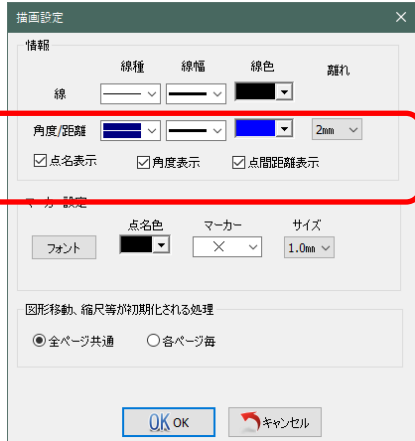 描画設定
情報
線種 線幅 線色 離れ
線
角度/距離 2mm
点名表示 角度表示 点間距離表示
マーカー設定
点名色 マーカー サイズ
フォント 1.0mm
図形移動、縮尺等が初期化される処理
全ページ共通 各ページ毎
OK OK キャンセル